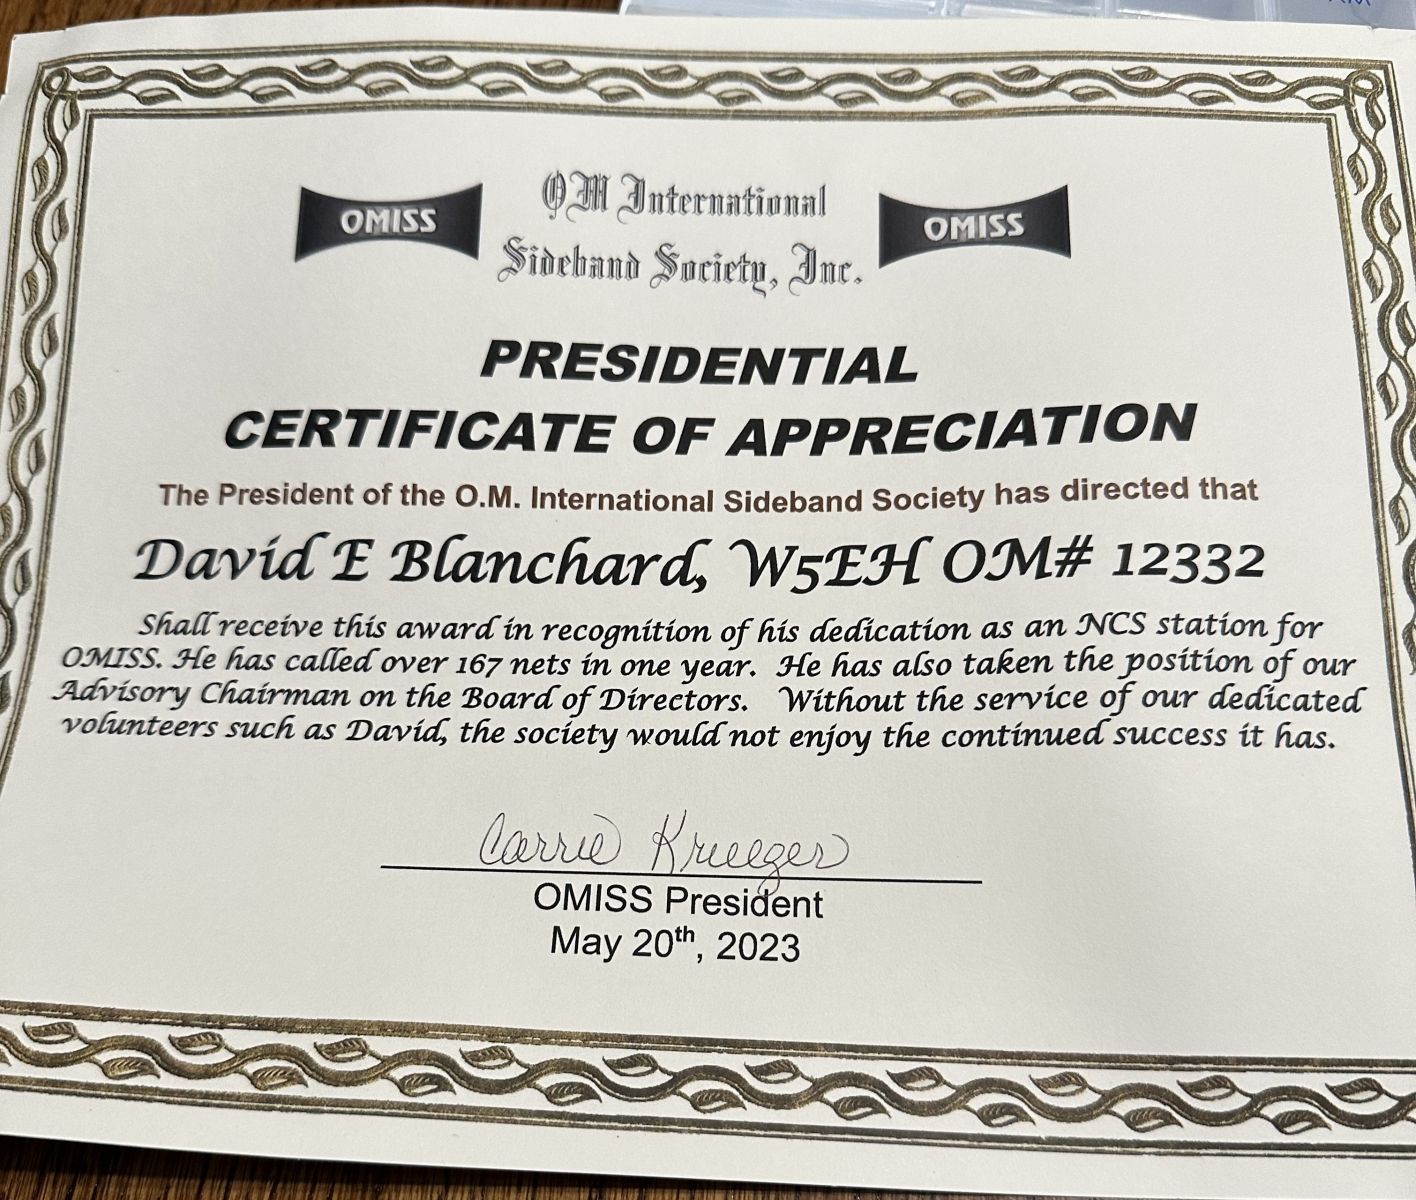 OMISS
OM International
OMISS
Sideband Society, Inc.
PRESIDENTIAL
CERTIFICATE OF APPRECIATION
The President of the O.M. International Sideband Society has directed that
David E Blanchard, W5EH OM# 12332
Shall receive this award in recognition of his dedication as an NCS station for
OMISS. He has called over 167 nets in one year. He has also taken the position of our
Advisory Chairman on the Board of Directors. Without the service of our dedicated
volunteers such as David, the society would not enjoy the continued success it has.
Carrie Krueger
OMISS President
May 20th, 2023